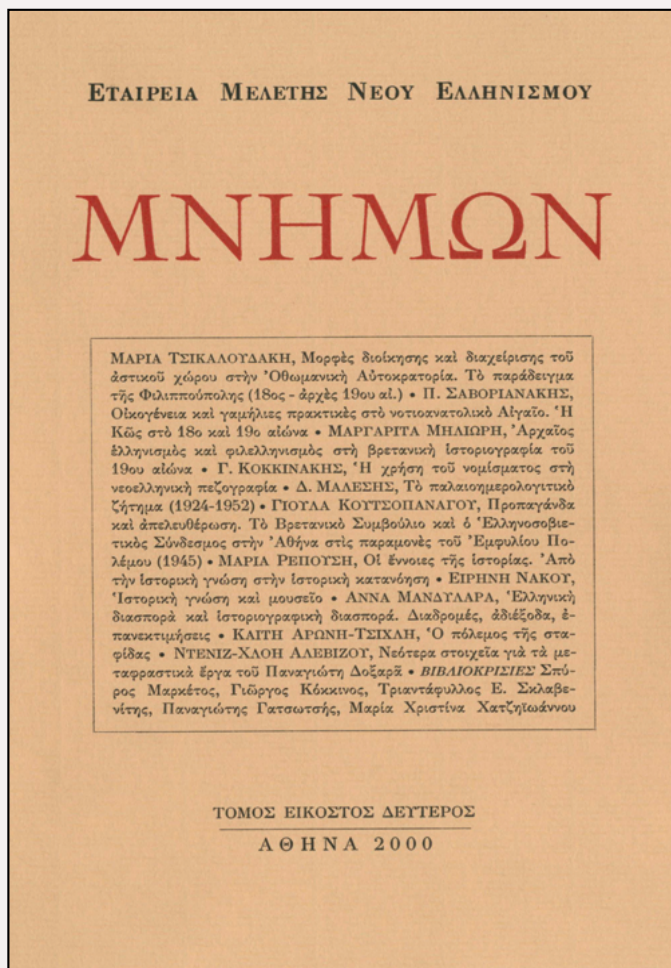 ΕΤΑΙΡΕΙΑ ΜΕΛΕΤΗΣ ΝΕΟΥ ΕΛΛΗΝΙΣΜΟΥ
ΜΝΗΜΩΝ
ΜΑΡΙΑ ΤΣΙΚΑΛΟΥΔΑΚΗ, Μορφὲς διοίκησης καὶ διαχείρισης τοῦ
ἀστικοῦ χώρου στὴν Ὀθωμανικὴ Αὐτοκρατορία. Τὸ παράδειγμα
τῆς Φιλιππούπολης (18ος - ἀρχὲς 19ου αἰ.) • Π. ΣΑΒΟΡΙΑΝΑΚΗΣ,
Οἰκογένεια καὶ γαμήλιες πρακτικὲς στὸ νοτιοανατολικὸ Αἰγαῖο. Ἡ
Κῶς στὸ 18ο καὶ 19ο αἰώνα • ΜΑΡΓΑΡΙΤΑ ΜΗΛΙΩΡΗ, Ἀρχαῖος
ἑλληνισμὸς καὶ φιλελληνισμὸς στὴ βρετανικὴ ἱστοριογραφία τοῦ
19ου αἰώνα • Γ. ΚΟΚΚΙΝΑΚΗΣ, Ἡ χρήση τοῦ νομίσματος στὴ
νεοελληνικὴ πεζογραφία • Δ. ΜΑΛΕΣΗΣ, Τὸ παλαιοημερολογιτικὸ
ζήτημα (1924-1952) • ΓΙΟΥΛΑ ΚΟΥΤΣΟΠΑΝΑΓΟΥ, Προπαγάνδα
καὶ ἀπελευθέρωση. Τὸ Βρετανικὸ Συμβούλιο καὶ ὁ Ἑλληνοσοβιε-
τικὸς Σύνδεσμος στὴν Ἀθήνα στὶς παραμονὲς τοῦ Ἐμφυλίου Πο-
λέμου (1945) • ΜΑΡΙΑ ΡΕΠΟΥΣΗ, Οἱ ἔννοιες τῆς ἱστορίας. Ἀπὸ
τὴν ἱστορικὴ γνώση στὴν ἱστορικὴ κατανόηση • ΕΙΡΗΝΗ ΝΑΚΟΥ,
Ἱστορικὴ γνώση καὶ μουσεῖο • ΑΝΝΑ ΜΑΝΔΥΛΑΡΑ, Ἑλληνικὴ
διασπορὰ καὶ ἱστοριογραφικὴ διασπορά. Διαδρομές, ἀδιέξοδα, ἐ-
πανεκτιμήσεις • ΚΑΙΤΗ ΑΡΩΝΗ-ΤΣΙΧΛΗ, Ὁ πόλεμος τῆς στα-
φίδας • ΝΤΕΝΙΖ-ΧΛΟΗ ΑΛΕΒΙΖΟΥ, Νεότερα στοιχεῖα γιὰ τὰ με-
ταφραστικὰ ἔργα τοῦ Παναγιώτη Δοξαρᾶ • ΒΙΒΛΙΟΚΡΙΣΙΕΣ Σπύ-
ρος Μαρκέτος, Γιῶργος Κόκκινος, Τριαντάφυλλος Ε. Σκλαβε-
νίτης, Παναγιώτης Γατσωτής, Μαρία Χριστίνα Χατζηϊωάννου
ΤΟΜΟΣ ΕΙΚΟΣΤΟΣ ΔΕΥΤΕΡΟΣ
ΑΘΗΝΑ 2000